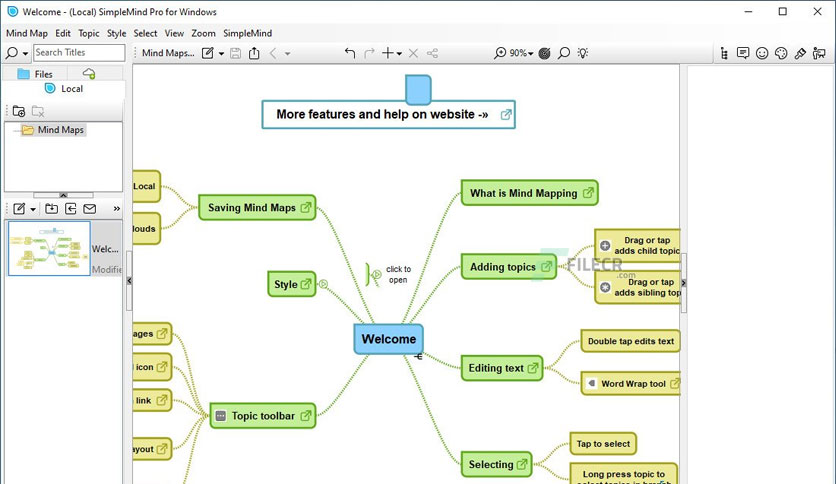 Welcome - (Local) SimpleMind Pro for Windows
Mind Map Edit Topic Style Select View Zoom SimpleMind
Search Titles
Mind Maps...
90%
Files
Local
Mind Maps
»
Welc...
Modifie
More features and help on website -»
Local
louds
Saving Mind Maps
Style
click to
open
What is Mind Mapping
Adding topics
Drag or tap
adds child topic
Drag or tap
adds sibling top
FILECR
.com
Welcome
ages
icon
link
ayout
Topic toolbar
Editing text
Double tap edits text
Word Wrap tool
Selecting
Tap to select
Long press topic to
select topics in branch